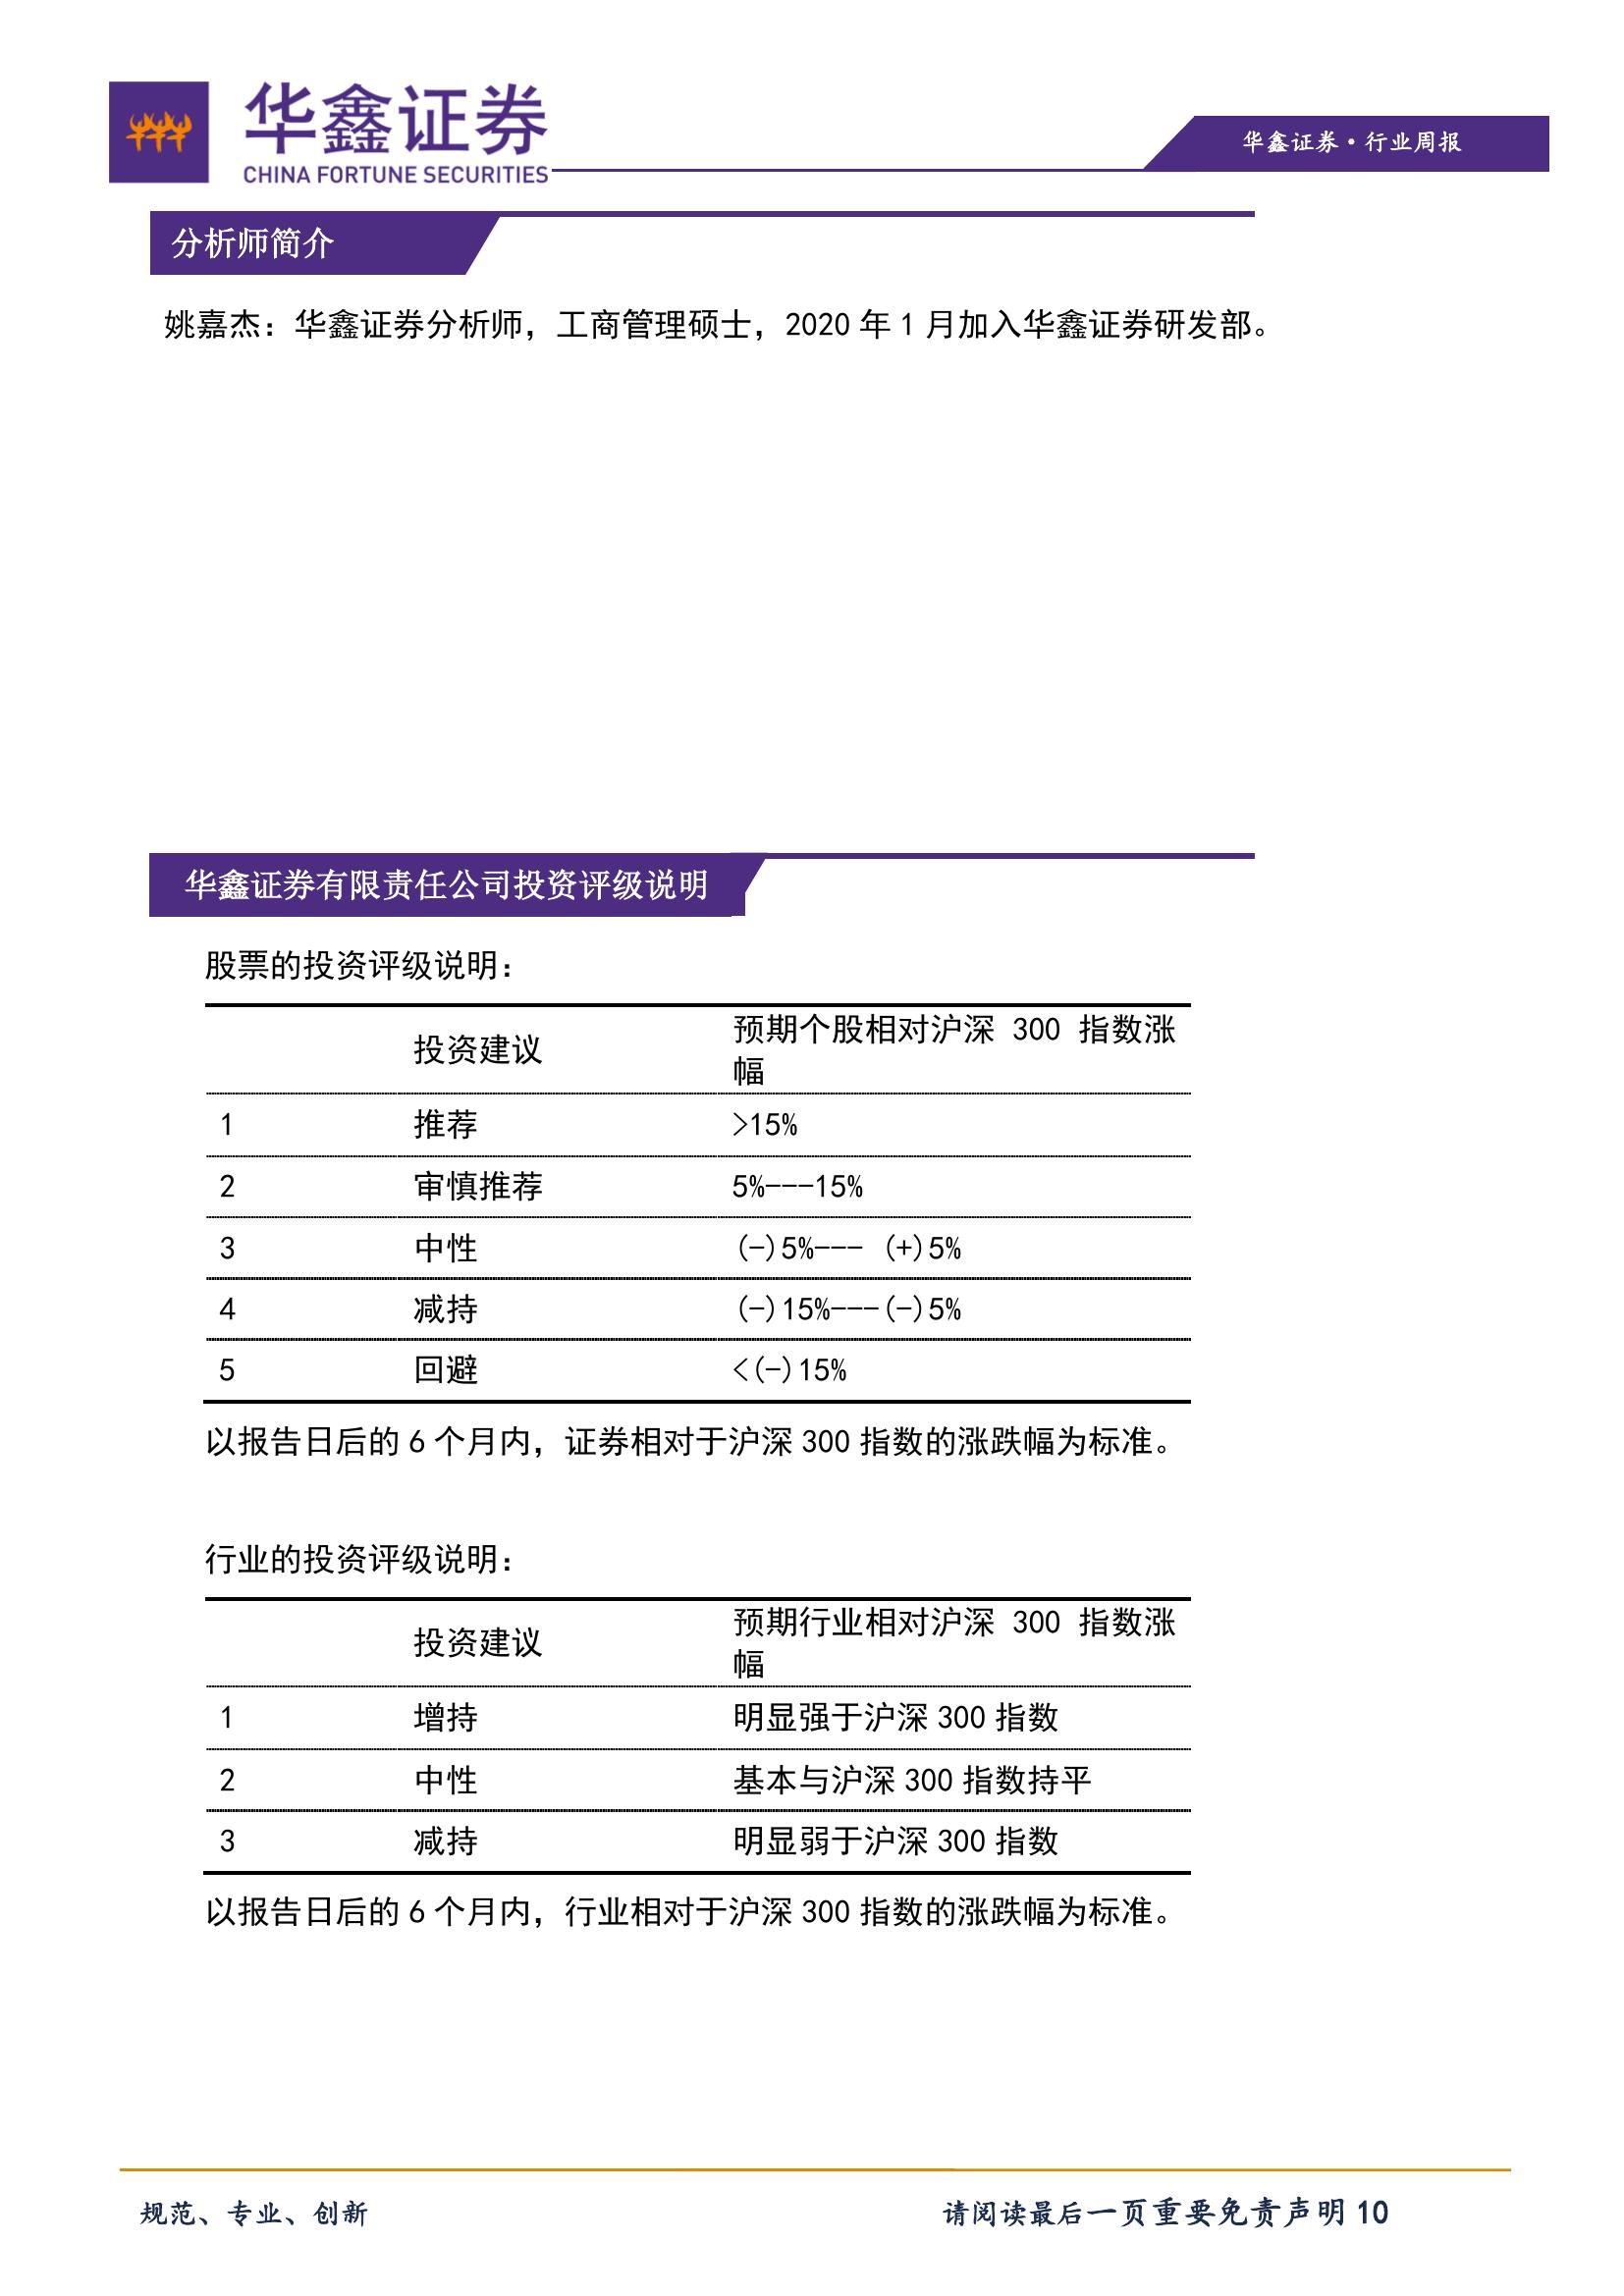 华鑫证券
CHINA FORTUNE SECURITIES
华鑫证券·行业周报
分析师简介
姚嘉杰：华鑫证券分析师，工商管理硕士，2020 年 1 月加入华鑫证券研发部。
华鑫证券有限责任公司投资评级说明
股票的投资评级说明：
投资建议 预期个股相对沪深 300 指数涨
幅
1 推荐 >15%
2 审慎推荐 5%---15%
3 中性 (-)5%--- (+)5%
4 减持 (-)15%---(-)5%
5 回避 <(-)15%
以报告日后的 6 个月内，证券相对于沪深 300 指数的涨跌幅为标准。
行业的投资评级说明：
投资建议 预期行业相对沪深 300 指数涨
幅
1 增持 明显强于沪深 300 指数
2 中性 基本与沪深 300 指数持平
3 减持 明显弱于沪深 300 指数
以报告日后的 6 个月内，行业相对于沪深 300 指数的涨跌幅为标准。
规范、专业、创新 请阅读最后一页重要免责声明 10